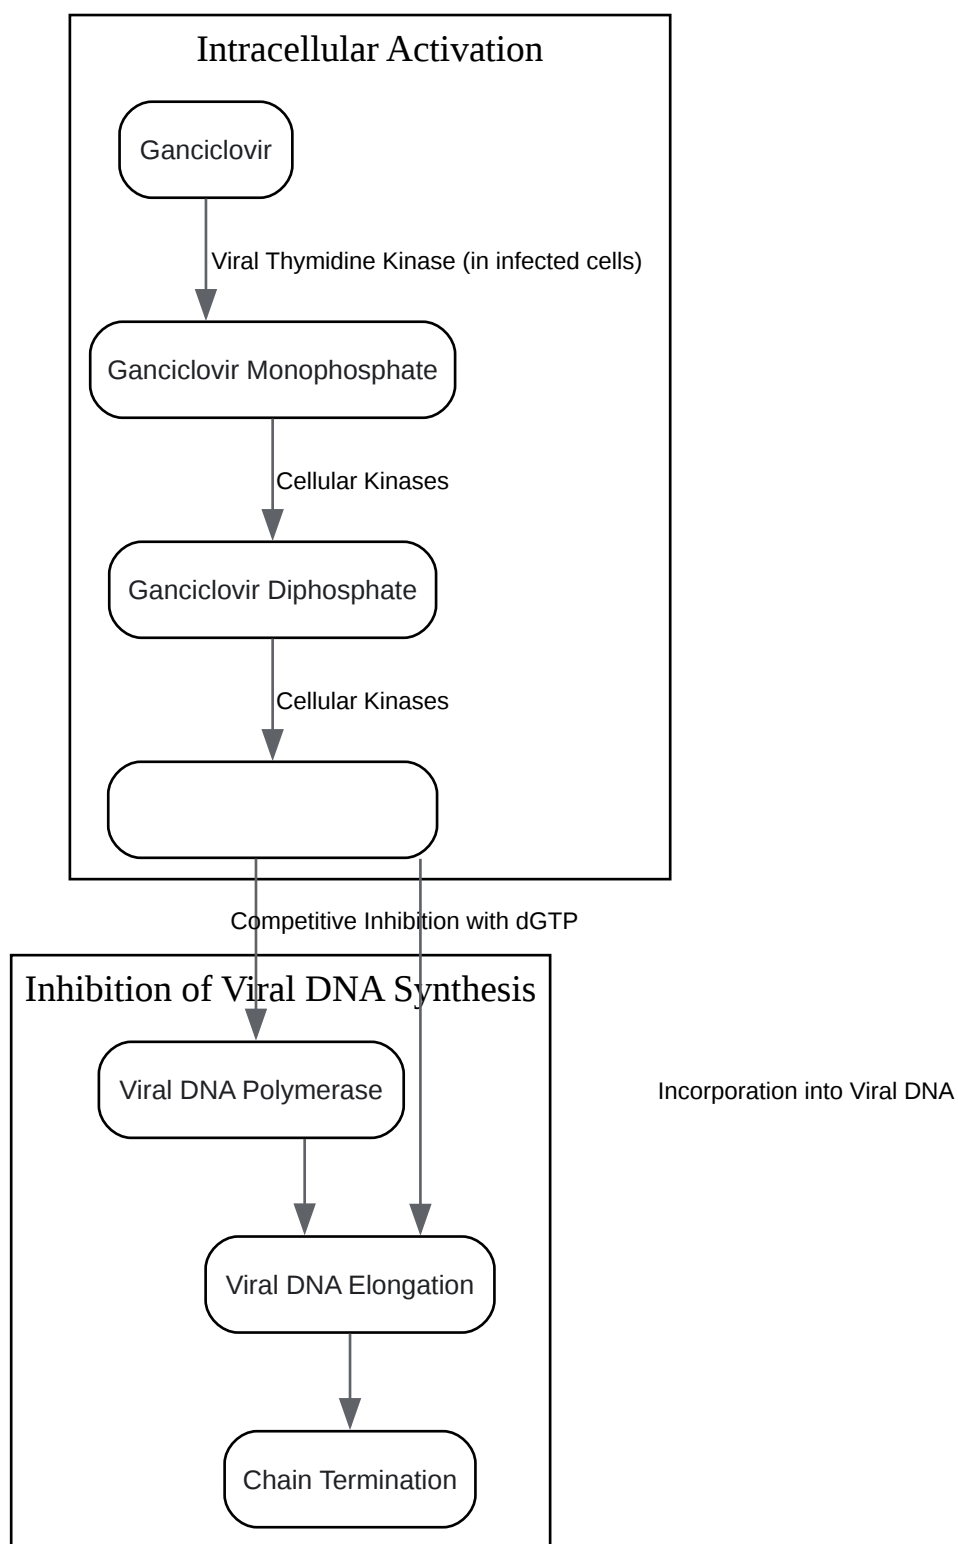 Intracellular Activation
Ganciclovir
Viral Thymidine Kinase (in infected cells)
Ganciclovir Monophosphate
Cellular Kinases
Ganciclovir Diphosphate
Cellular Kinases
Competitive Inhibition with dGTP
Inhibition of Viral DNA Synthesis
Viral DNA Polymerase
Incorporation into Viral DNA
Viral DNA Elongation
Chain Termination